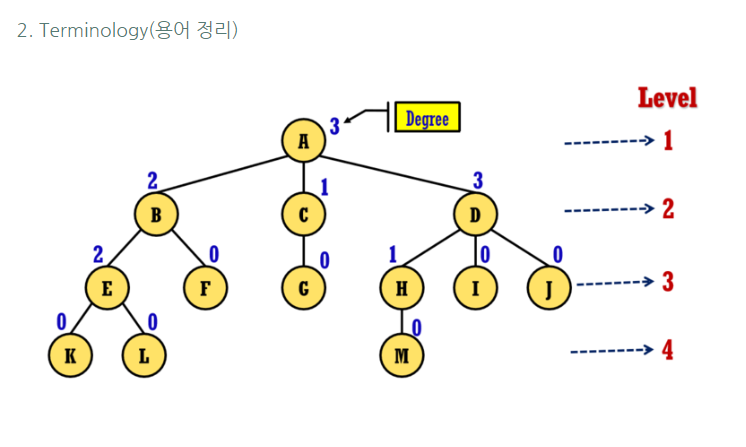 2. Terminology(용어 정리)
Level
A 3 Degree 1
2 1 3
B C D 2
2 0 0 1 0 0
E F G H I J 3
0 0 0
K L M 4